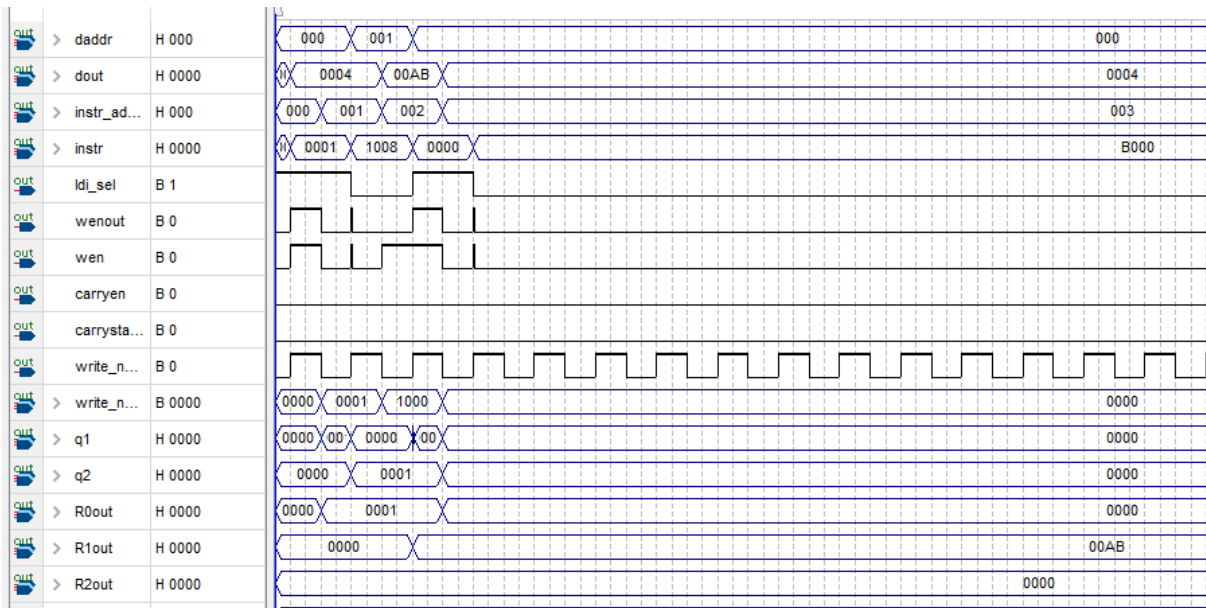 out > daddr H 000 000 001 000
out > dout H 0000 0004 00AB 0004
out > instr_ad... H 000 000 001 002 003
out > instr H 0000 0001 1008 0000 B000
out ldi_sel B 1
out wenout B 0
out wen B 0
out carryen B 0
out carrysta... B 0
out write_n... B 0
out > write_n... B 0000 0000 0001 1000 0000
out > q1 H 0000 0000 00 0000 00 0000
out > q2 H 0000 0000 0001 0000
out > R0out H 0000 0000 0001 0000
out > R1out H 0000 0000 00AB
out > R2out H 0000 0000